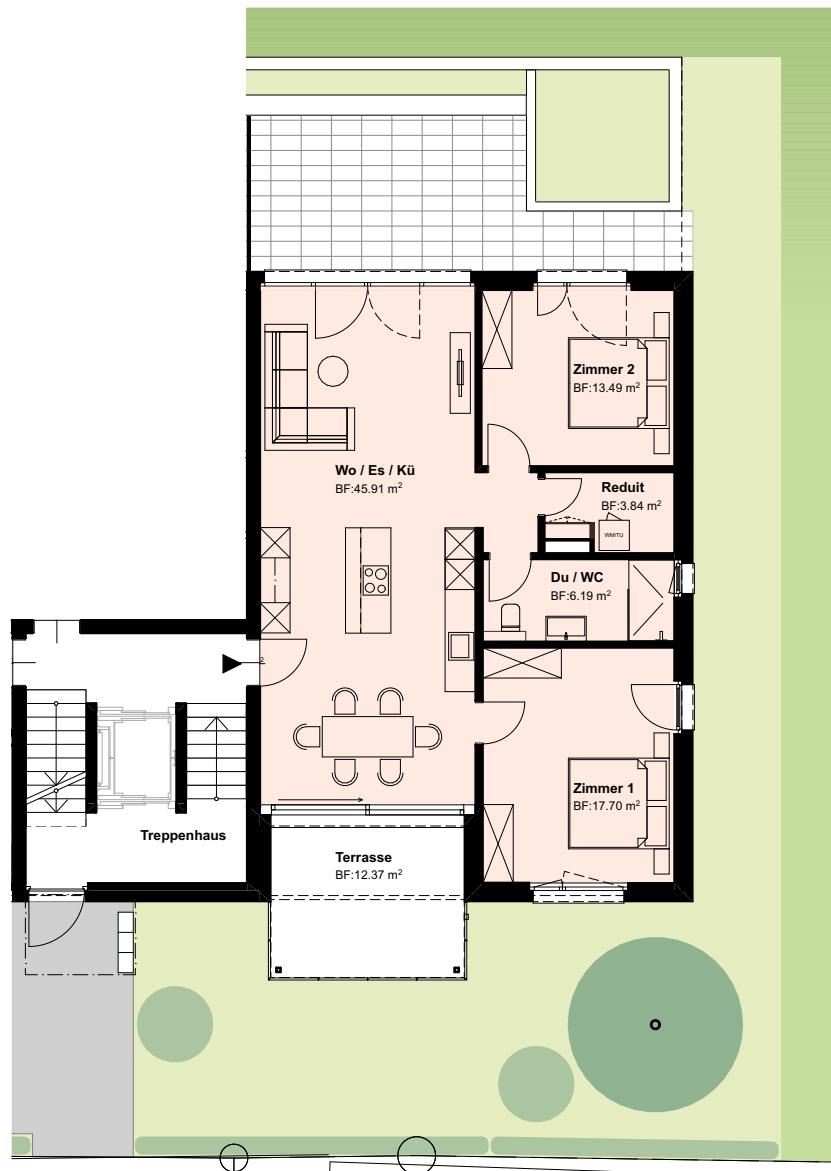 Zimmer 2
BF:13.49 m²
Wo / Es / Kü
BF:45.91 m²
Reduit
BF:3.84 m²
WM/TU
Du / WC
BF:6.19 m²
2
Zimmer 1
BF:17.70 m²
Treppenhaus
Terrasse
BF:12.37 m²